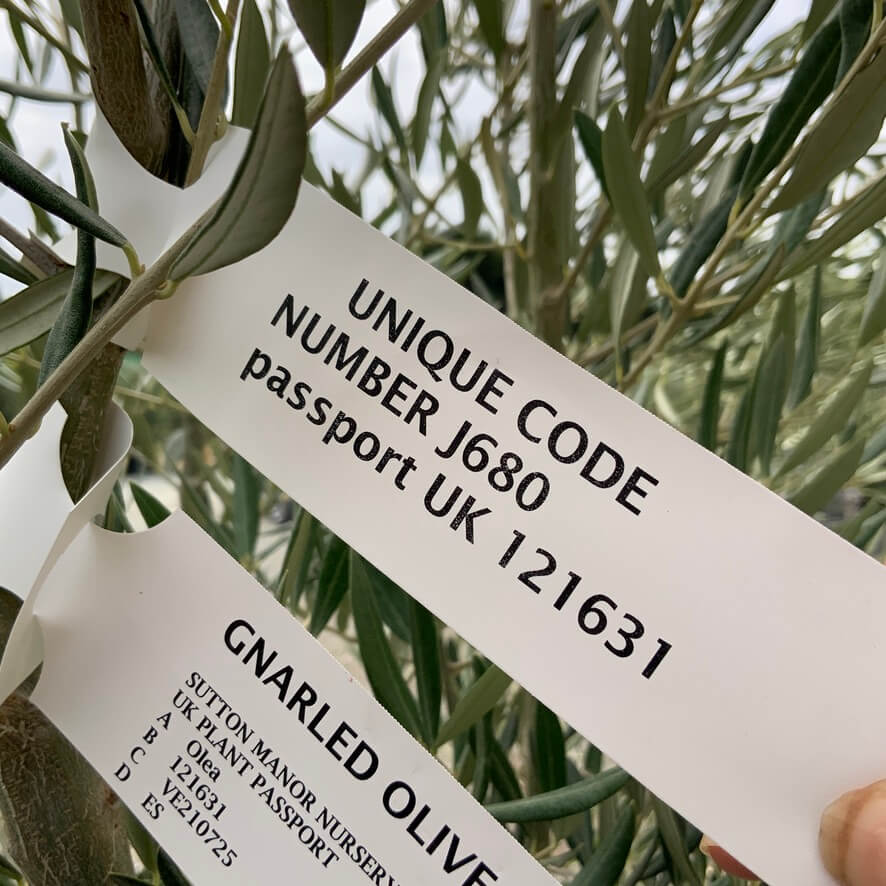 UNIQUE CODE
NUMBER J680
passport UK 121631
GNARLED OLIVE
SUTTON MANOR NURSERY
UK PLANT PASSPORT
A Olea
B 121631
C VE210725
D ES